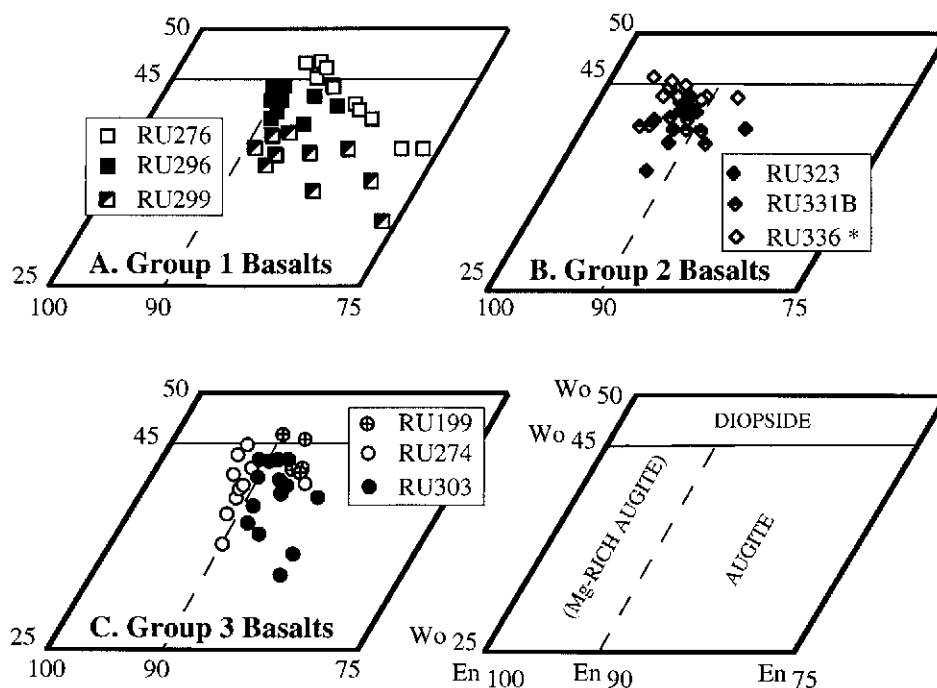 50
45
RU276
RU296
RU299
A. Group 1 Basalts
25
100
90
75
50
45
RU323
RU331B
RU336 *
B. Group 2 Basalts
25
100
90
75
50
45
RU199
RU274
RU303
C. Group 3 Basalts
25
100
90
75
Wo 50
DIOPSIDE
Wo 45
(Mg-RICH AUGITE)
AUGITE
Wo 25
En 100
En 90
En 75